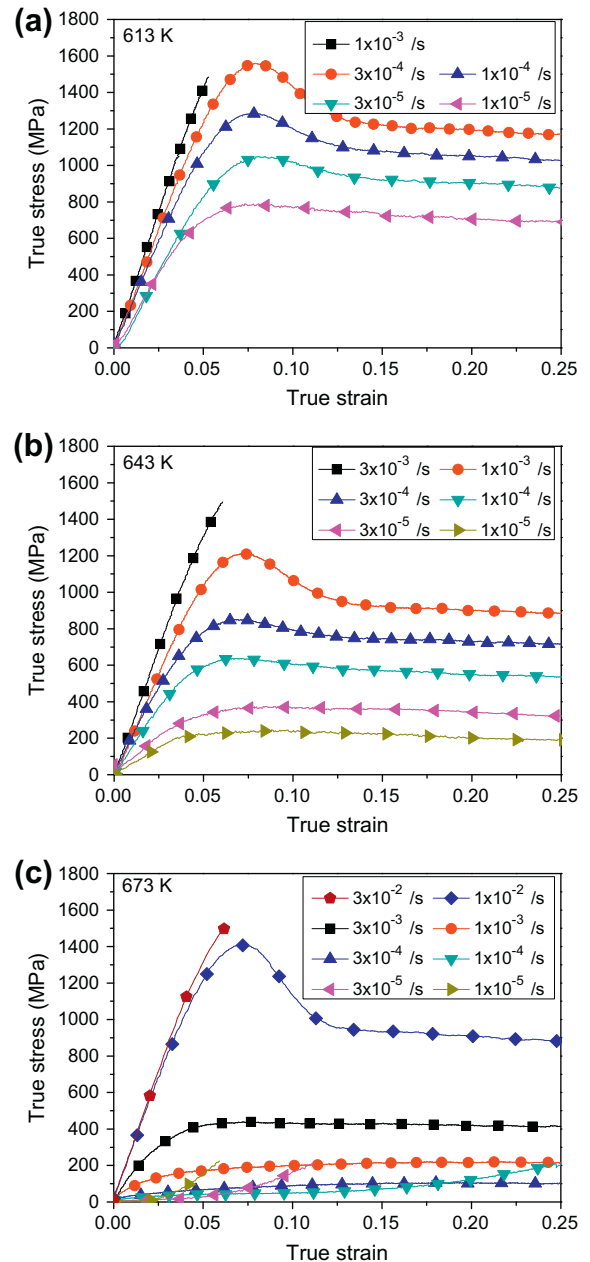 (a)
613 K
1x10⁻³ /s
3x10⁻⁴ /s 1x10⁻⁴ /s
3x10⁻⁵ /s 1x10⁻⁵ /s
True stress (MPa)
1800
1600
1400
1200
1000
800
600
400
200
0
0.00 0.05 0.10 0.15 0.20 0.25
True strain
(b)
643 K
3x10⁻³ /s 1x10⁻³ /s
3x10⁻⁴ /s 1x10⁻⁴ /s
3x10⁻⁵ /s 1x10⁻⁵ /s
True stress (MPa)
1800
1600
1400
1200
1000
800
600
400
200
0
0.00 0.05 0.10 0.15 0.20 0.25
True strain
(c)
673 K
3x10⁻² /s 1x10⁻² /s
3x10⁻³ /s 1x10⁻³ /s
3x10⁻⁴ /s 1x10⁻⁴ /s
3x10⁻⁵ /s 1x10⁻⁵ /s
True stress (MPa)
1800
1600
1400
1200
1000
800
600
400
200
0
0.00 0.05 0.10 0.15 0.20 0.25
True strain